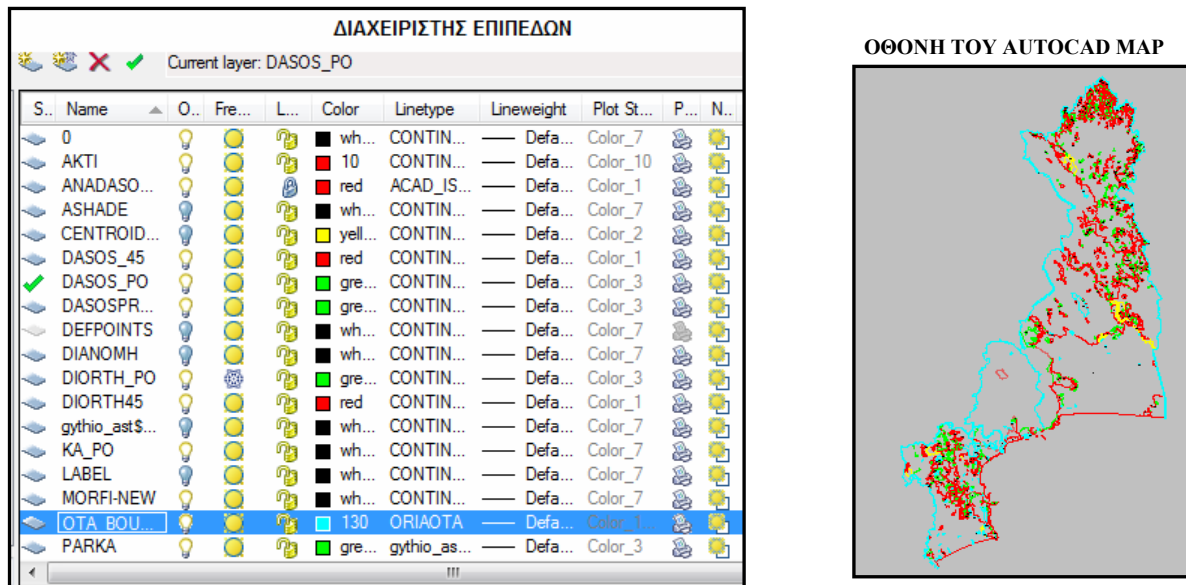 ΔΙΑΧΕΙΡΙΣΤΗΣ ΕΠΙΠΕΔΩΝ
ΟΘΟΝΗ ΤΟΥ AUTOCAD MAP
Current layer: DASOS_PO
S.. Name O.. Fre... L... Color Linetype Lineweight Plot St... P... N..
0 wh... CONTIN... Defa... Color_7
AKTI 10 CONTIN... Defa... Color_10
ANADASO... red ACAD_IS... Defa... Color_1
ASHADE wh... CONTIN... Defa... Color_7
CENTROID... yell... CONTIN... Defa... Color_2
DASOS_45 red CONTIN... Defa... Color_1
DASOS_PO gre... CONTIN... Defa... Color_3
DASOSPR... gre... CONTIN... Defa... Color_3
DEFPOINTS wh... CONTIN... Defa... Color_7
DIANOMH wh... CONTIN... Defa... Color_7
DIORTH_PO gre... CONTIN... Defa... Color_3
DIORTH45 red CONTIN... Defa... Color_1
gythio_ast$... wh... CONTIN... Defa... Color_7
KA_PO wh... CONTIN... Defa... Color_7
LABEL wh... CONTIN... Defa... Color_7
MORFI-NEW wh... CONTIN... Defa... Color_7
OTA_BOU... 130 ORIAOTA Defa... Color_1...
PARKA gre... gythio_as... Defa... Color_3